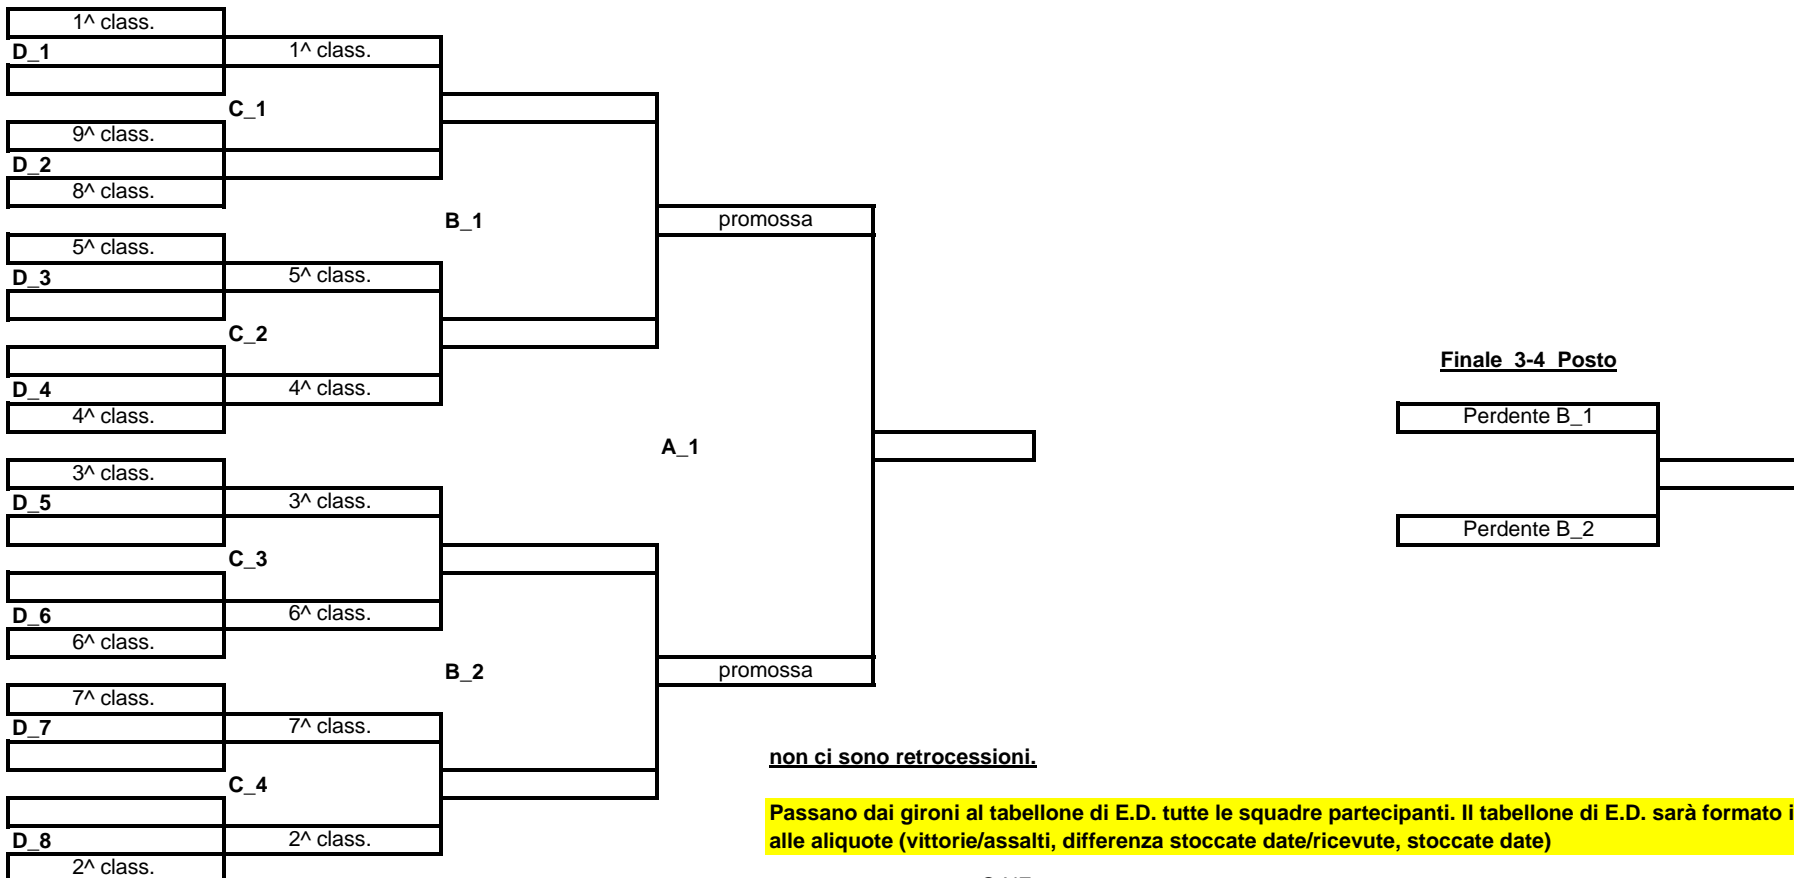 1^ class.
D_1
1^ class.
C_1
9^ class.
D_2
8^ class.
B_1
promossa
5^ class.
D_3
5^ class.
C_2
D_4
4^ class.
4^ class.
A_1
3^ class.
D_5
3^ class.
C_3
D_6
6^ class.
6^ class.
B_2
promossa
7^ class.
D_7
7^ class.
C_4
D_8
2^ class.
2^ class.
Finale 3-4 Posto
Perdente B_1
Perdente B_2
non ci sono retrocessioni.
Passano dai gironi al tabellone di E.D. tutte le squadre partecipanti. Il tabellone di E.D. sarà formato i
alle aliquote (vittorie/assalti, differenza stoccate date/ricevute, stoccate date)